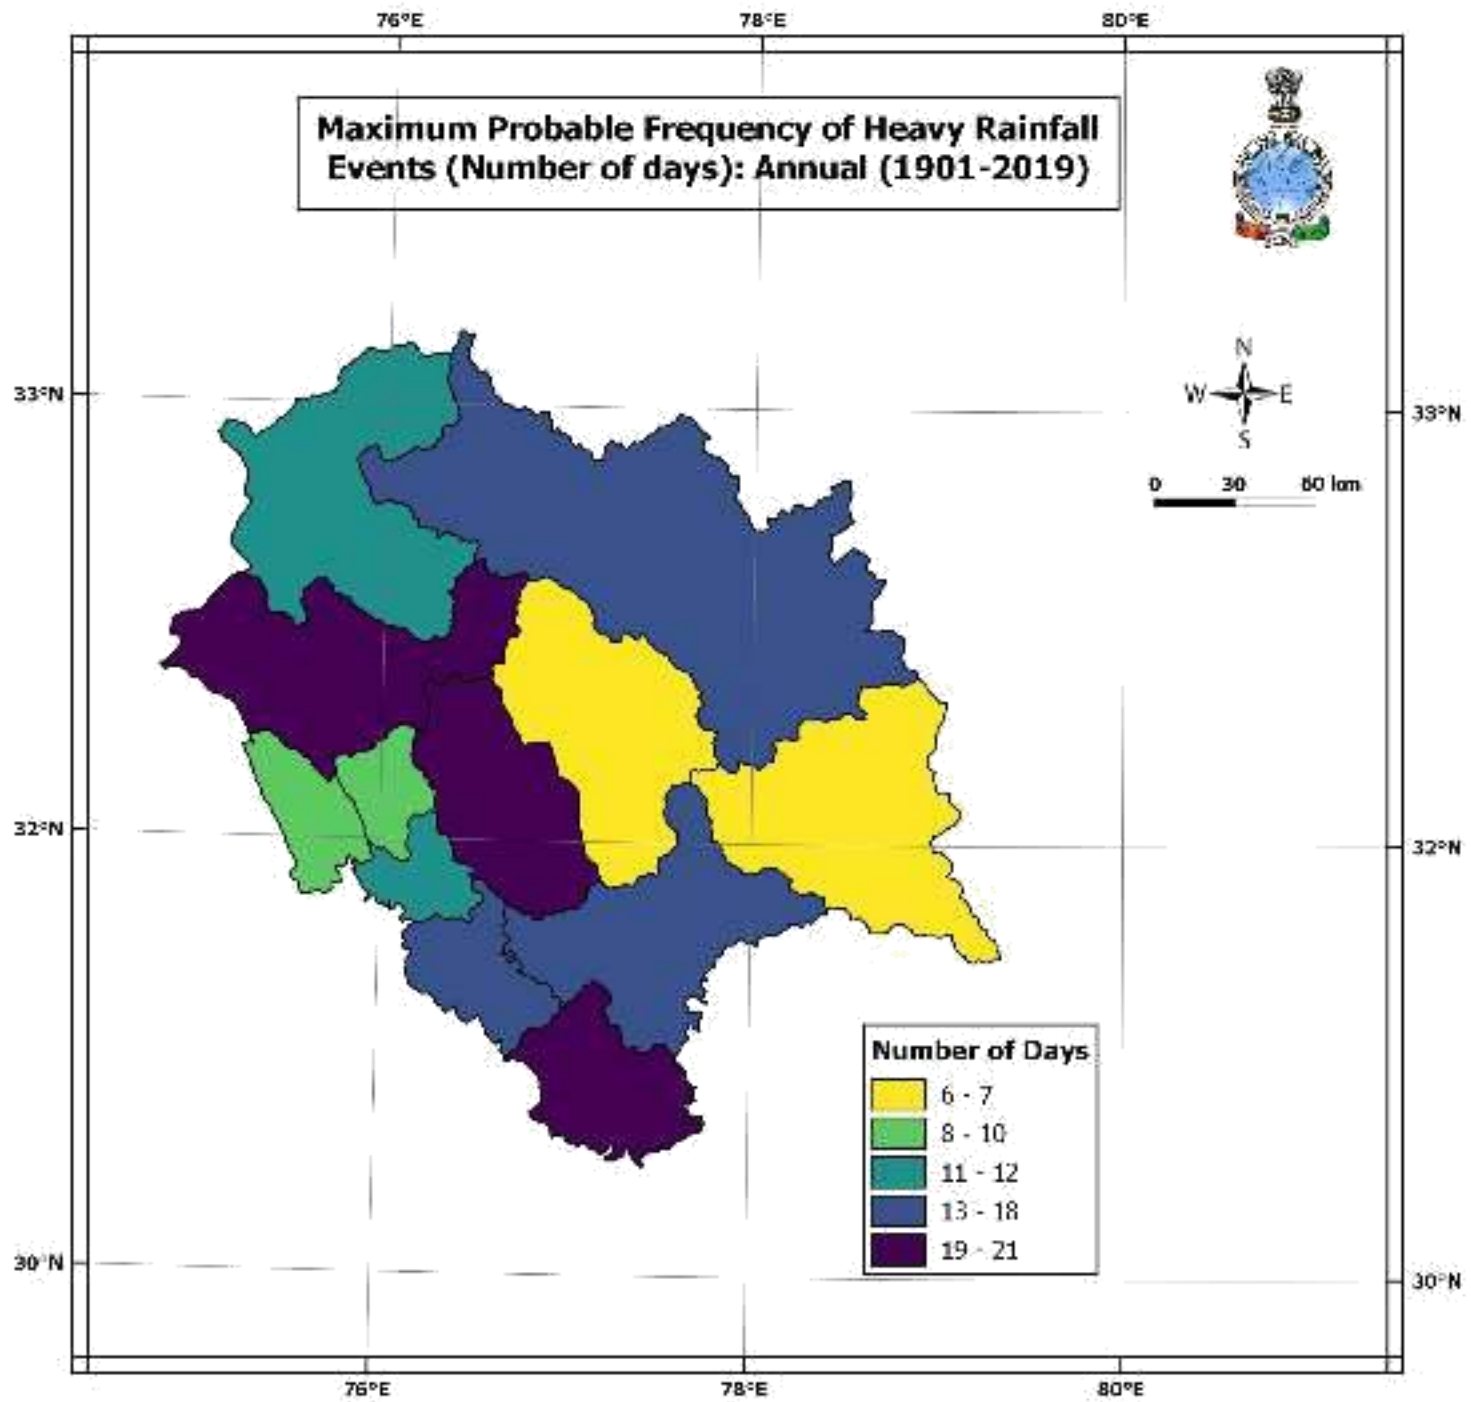 76°E 78°E 80°E
Maximum Probable Frequency of Heavy Rainfall
Events (Number of days): Annual (1901-2019)
N
W E
S
33°N 33°N
0 30 60 km
32°N 32°N
Number of Days
6 - 7
8 - 10
11 - 12
13 - 18
19 - 21
30°N 30°N
76°E 78°E 80°E